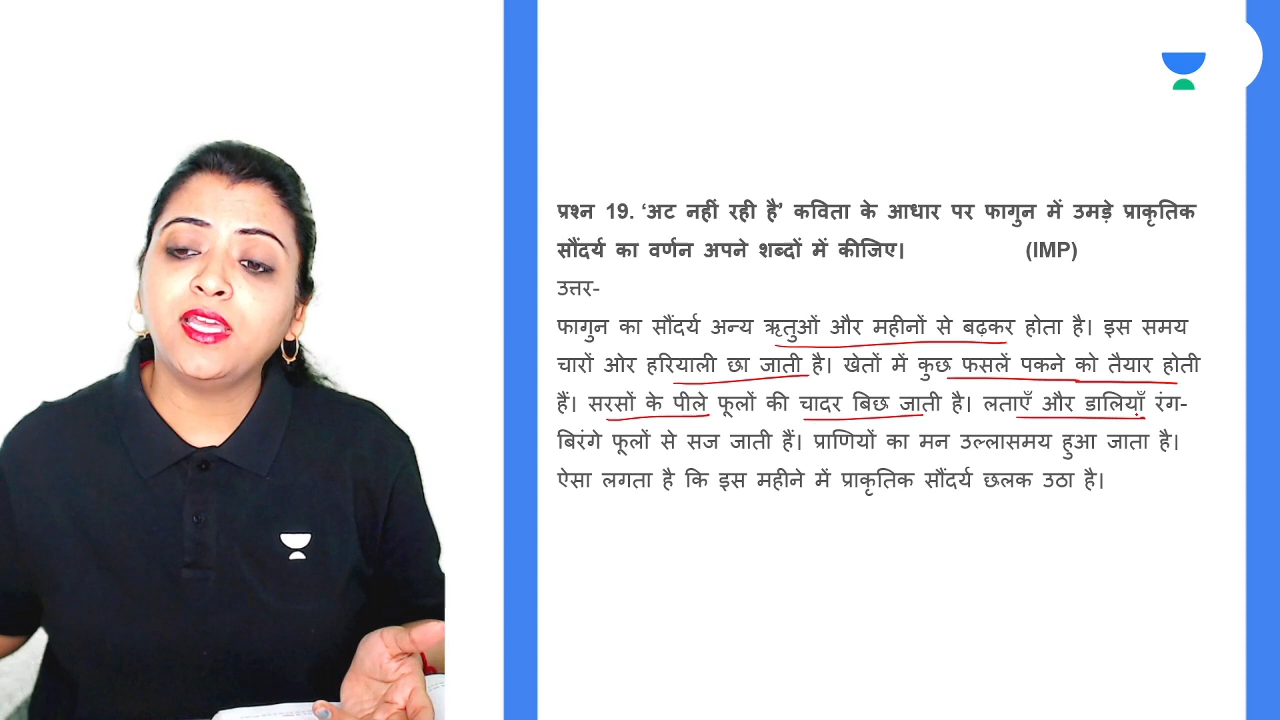 प्रश्न 19. ‘अट नहीं रही है’ कविता के आधार पर फागुन में उमड़े प्राकृतिक
सौंदर्य का वर्णन अपने शब्दों में कीजिए। (IMP)
उत्तर-
फागुन का सौंदर्य अन्य ऋतुओं और महीनों से बढ़कर होता है। इस समय
चारों ओर हरियाली छा जाती है। खेतों में कुछ फसलें पकने को तैयार होती
हैं। सरसों के पीले फूलों की चादर बिछ जाती है। लताएँ और डालियाँ रंग-
बिरंगे फूलों से सज जाती हैं। प्राणियों का मन उल्लासमय हुआ जाता है।
ऐसा लगता है कि इस महीने में प्राकृतिक सौंदर्य छलक उठा है।